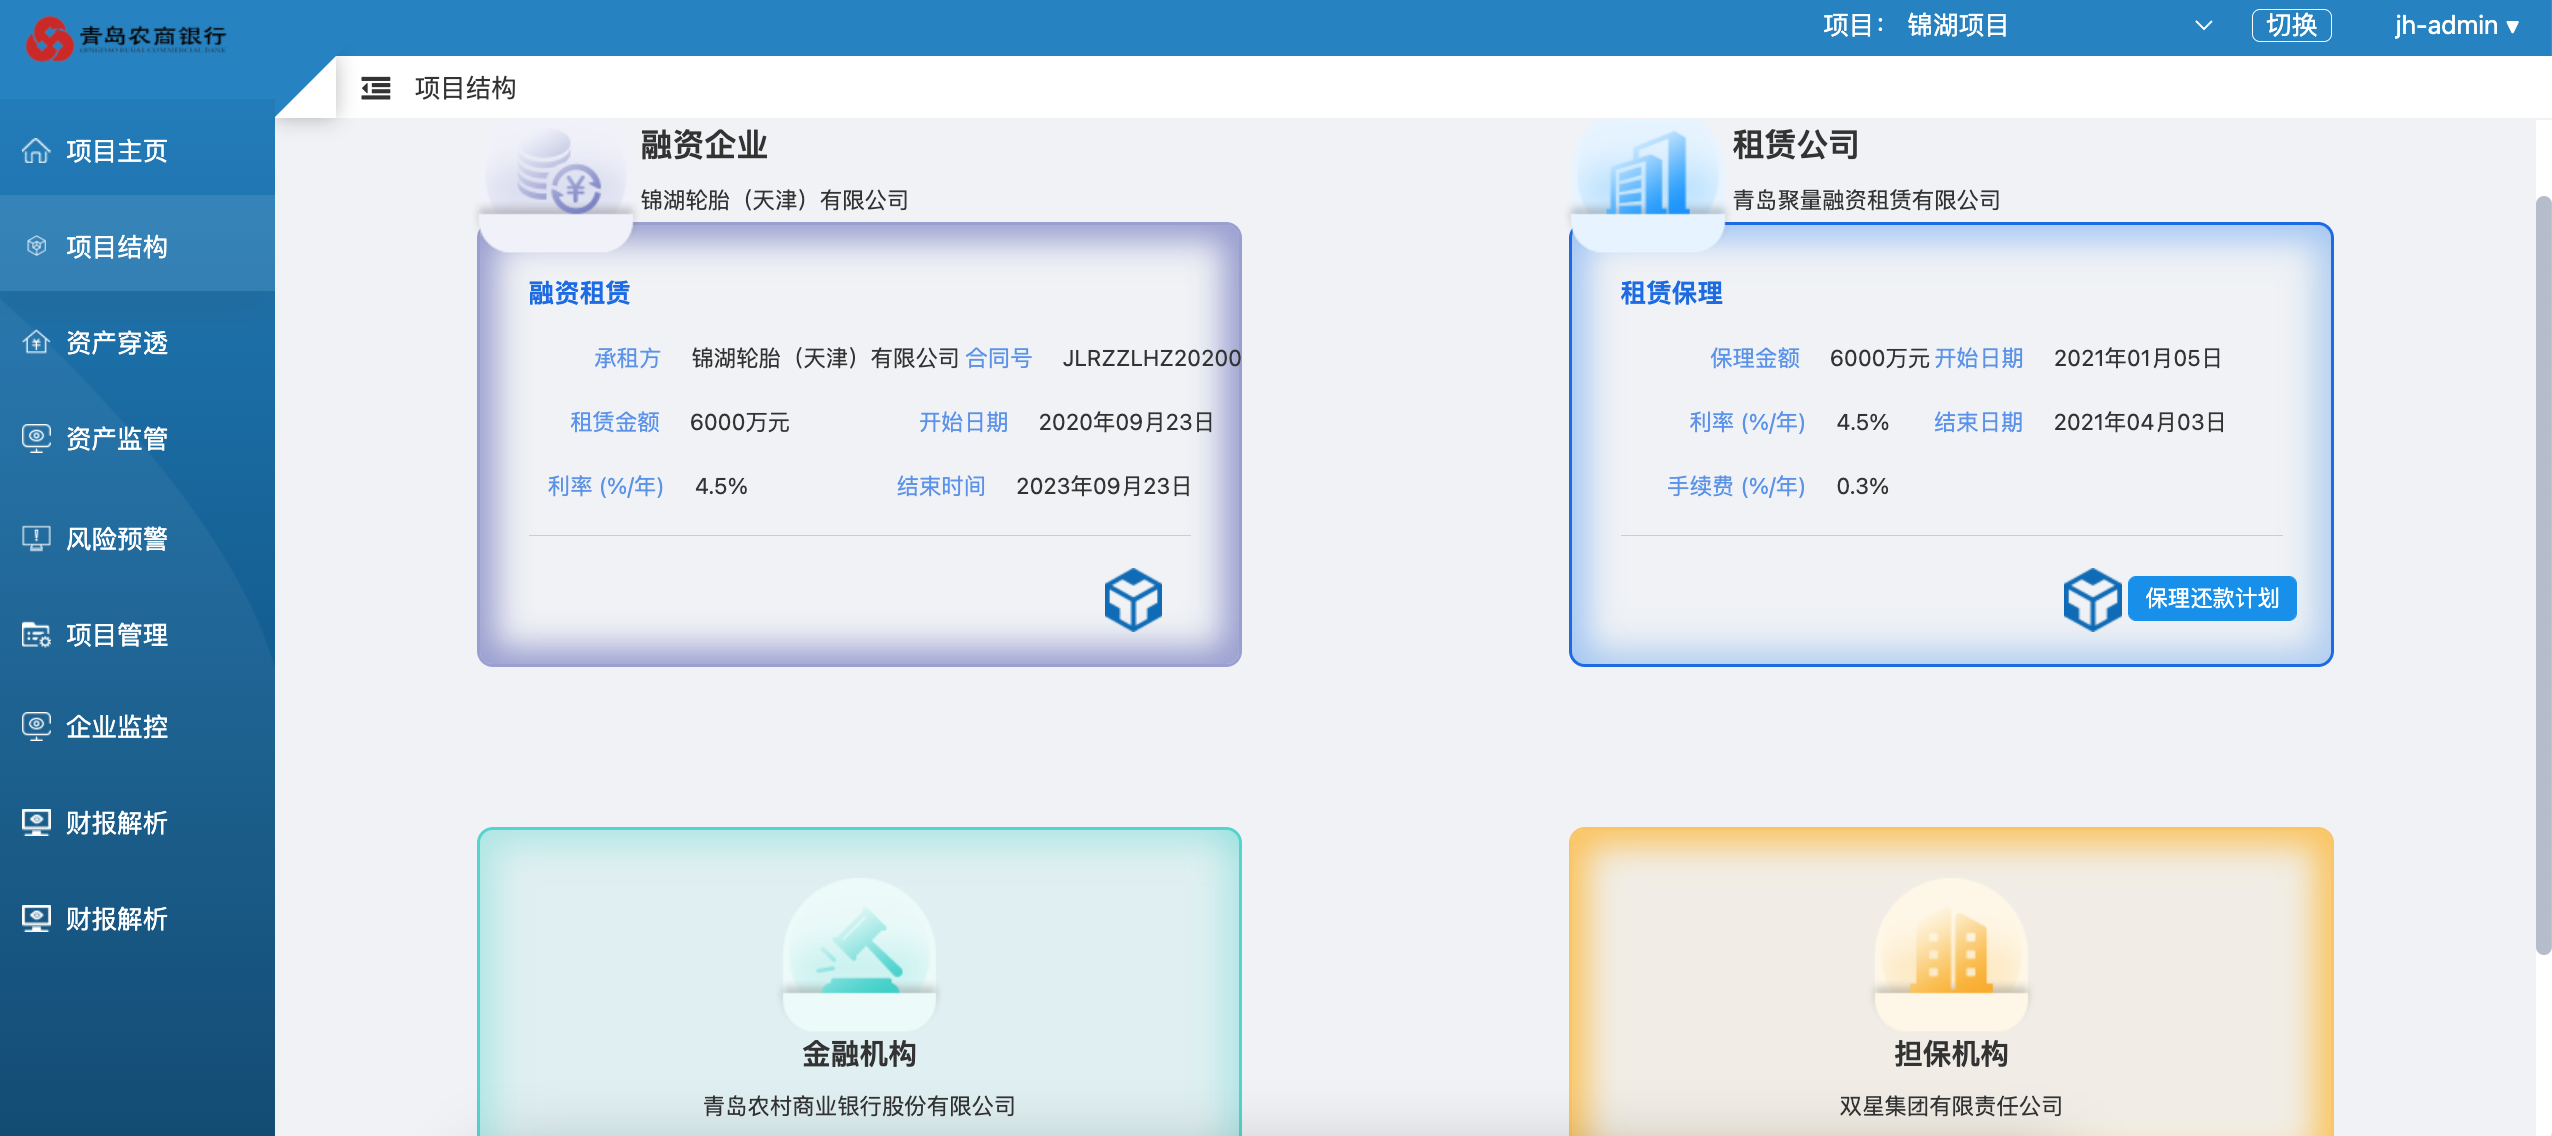 青岛农商银行
QINGDAO RURAL COMMERCIAL BANK
项目： 锦湖项目
切换
jh-admin ▼
项目结构
项目主页
项目结构
资产穿透
资产监管
风险预警
项目管理
企业监控
财报解析
财报解析
融资企业
锦湖轮胎（天津）有限公司
融资租赁
承租方 锦湖轮胎（天津）有限公司 合同号 JLRZZLHZ20200
租赁金额 6000万元 开始日期 2020年09月23日
利率 (%/年) 4.5% 结束时间 2023年09月23日
租赁公司
青岛聚量融资租赁有限公司
租赁保理
保理金额 6000万元 开始日期 2021年01月05日
利率 (%/年) 4.5% 结束日期 2021年04月03日
手续费 (%/年) 0.3%
保理还款计划
金融机构
青岛农村商业银行股份有限公司
担保机构
双星集团有限责任公司